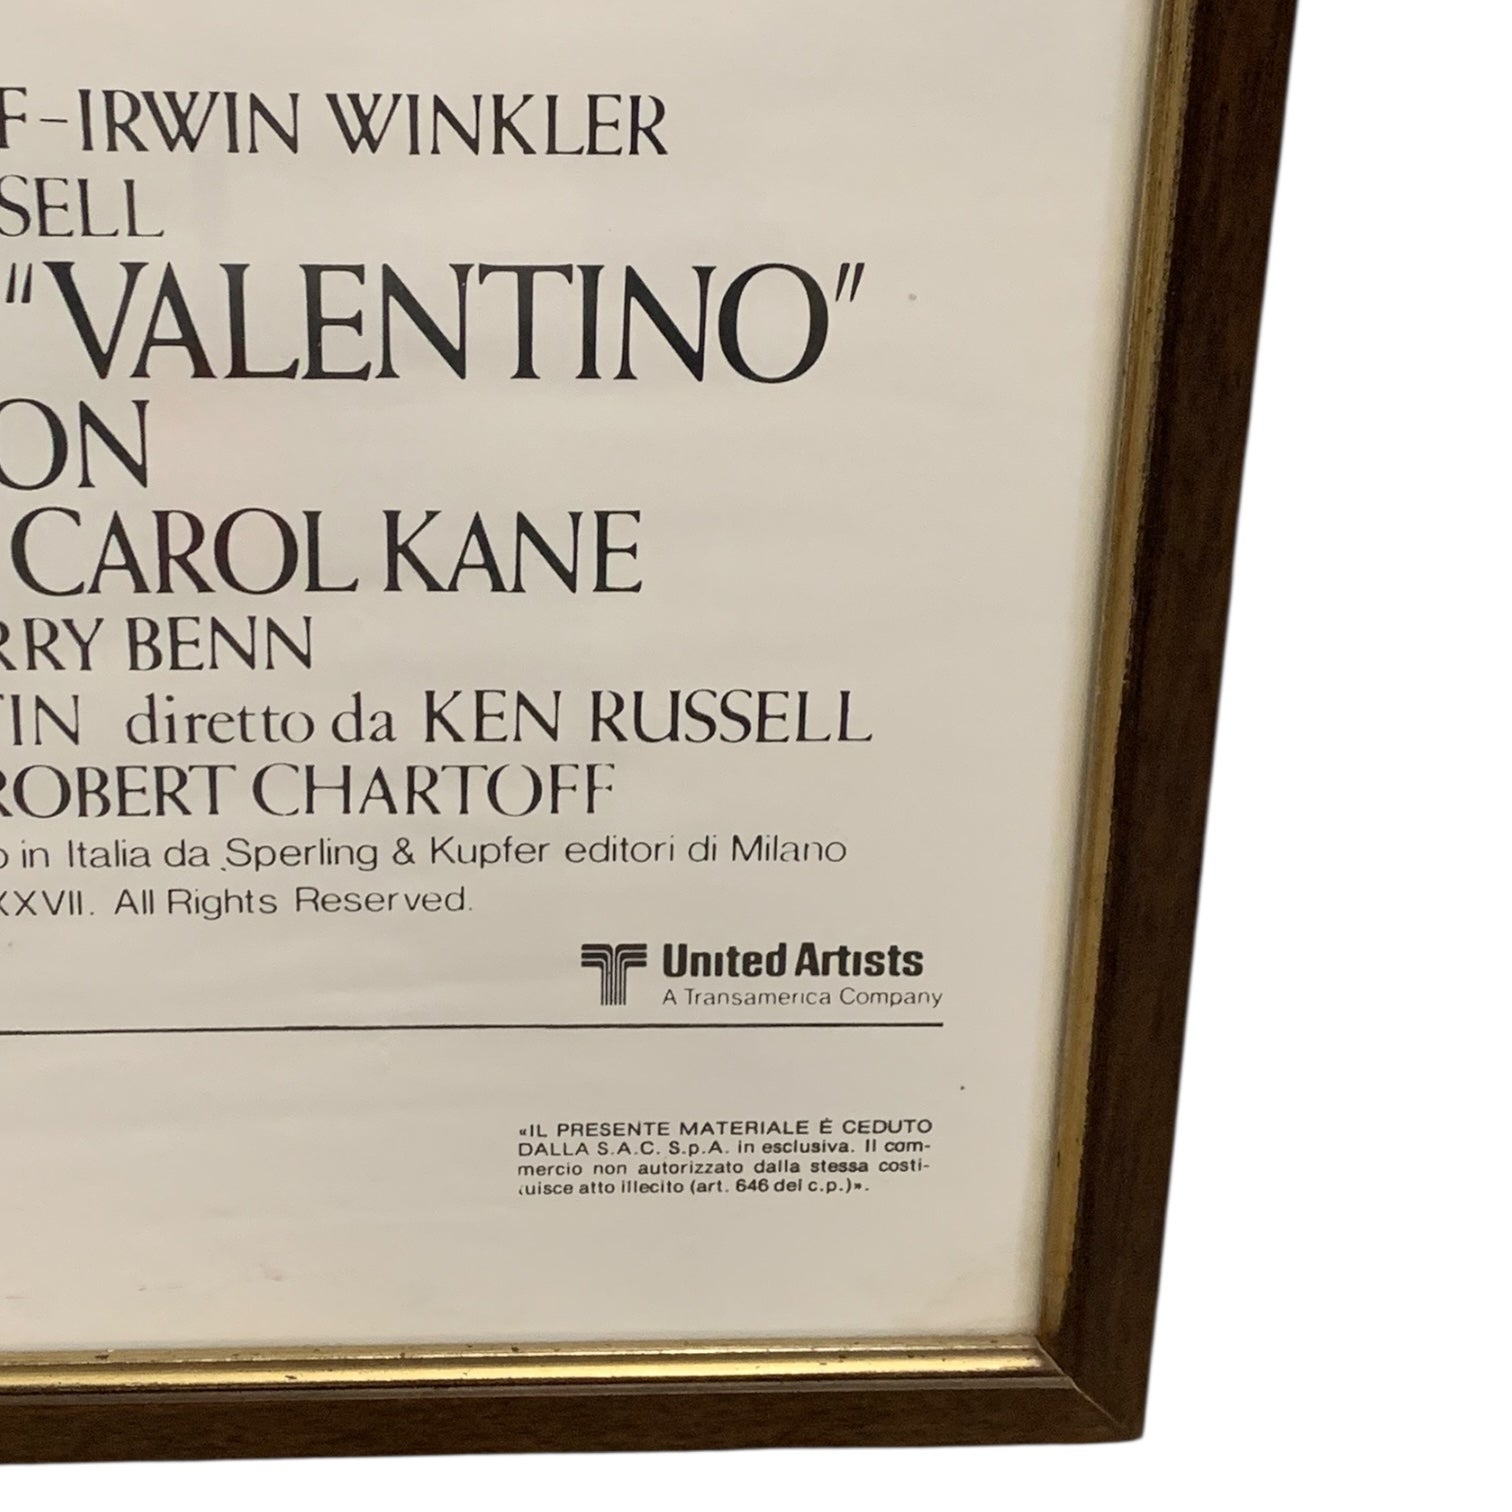 F-IRWIN WINKLER
SELL
"VALENTINO"
ON
CAROL KANE
RRY BENN
TIN diretto da KEN RUSSELL
ROBERT CHARTOFF
o in Italia da Sperling & Kupfer editori di Milano
XXVII. All Rights Reserved.
United Artists
A Transamerica Company
«IL PRESENTE MATERIALE È CEDUTO
DALLA S.A.C. S.p.A. in esclusiva. Il com-
mercio non autorizzato dalla stessa costi-
tuisce atto illecito (art. 646 del c.p.)».